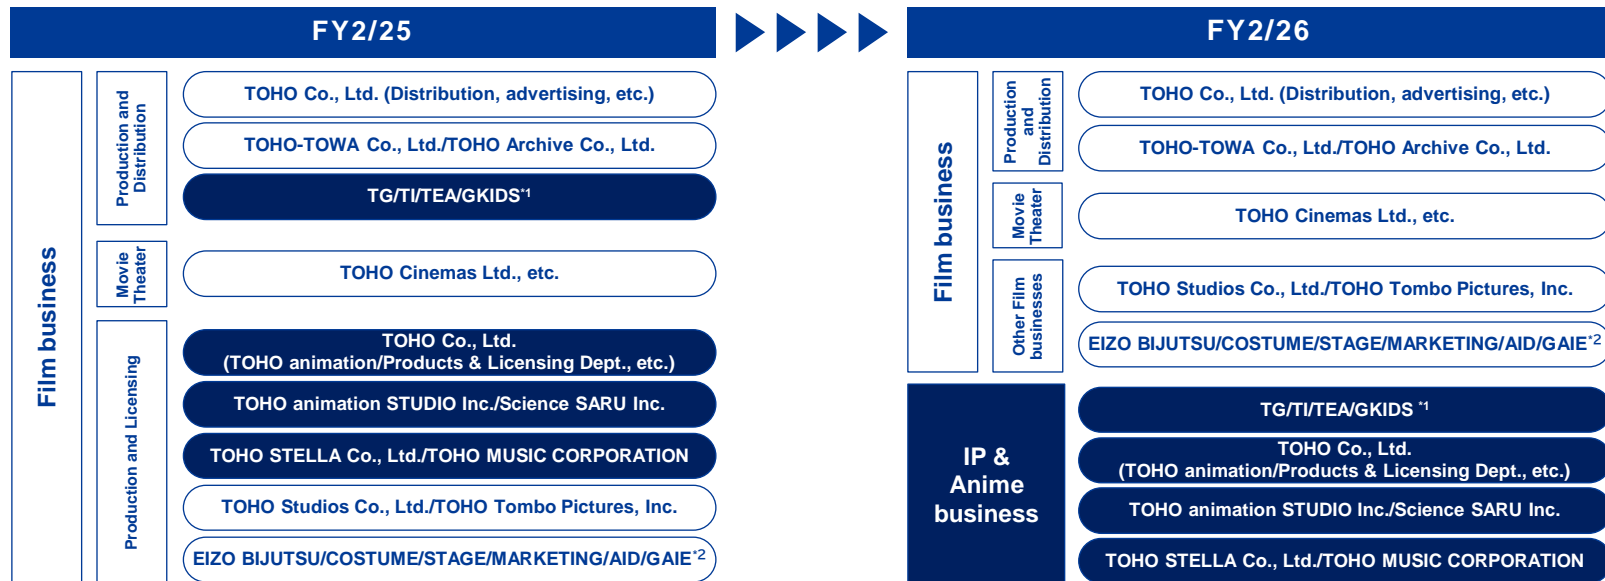 FY2/25
Film business
Production and
Distribution
TOHO Co., Ltd. (Distribution, advertising, etc.)
TOHO-TOWA Co., Ltd./TOHO Archive Co., Ltd.
TG/TI/TEA/GKIDS*1
Movie
Theater
TOHO Cinemas Ltd., etc.
Production and Licensing
TOHO Co., Ltd.
(TOHO animation/Products & Licensing Dept., etc.)
TOHO animation STUDIO Inc./Science SARU Inc.
TOHO STELLA Co., Ltd./TOHO MUSIC CORPORATION
TOHO Studios Co., Ltd./TOHO Tombo Pictures, Inc.
EIZO BIJUTSU/COSTUME/STAGE/MARKETING/AID/GAIE*2
FY2/26
Film business
Production
and
Distribution
TOHO Co., Ltd. (Distribution, advertising, etc.)
TOHO-TOWA Co., Ltd./TOHO Archive Co., Ltd.
Movie
Theater
TOHO Cinemas Ltd., etc.
Other Film
businesses
TOHO Studios Co., Ltd./TOHO Tombo Pictures, Inc.
EIZO BIJUTSU/COSTUME/STAGE/MARKETING/AID/GAIE*2
IP &
Anime
business
TG/TI/TEA/GKIDS *1
TOHO Co., Ltd.
(TOHO animation/Products & Licensing Dept., etc.)
TOHO animation STUDIO Inc./Science SARU Inc.
TOHO STELLA Co., Ltd./TOHO MUSIC CORPORATION